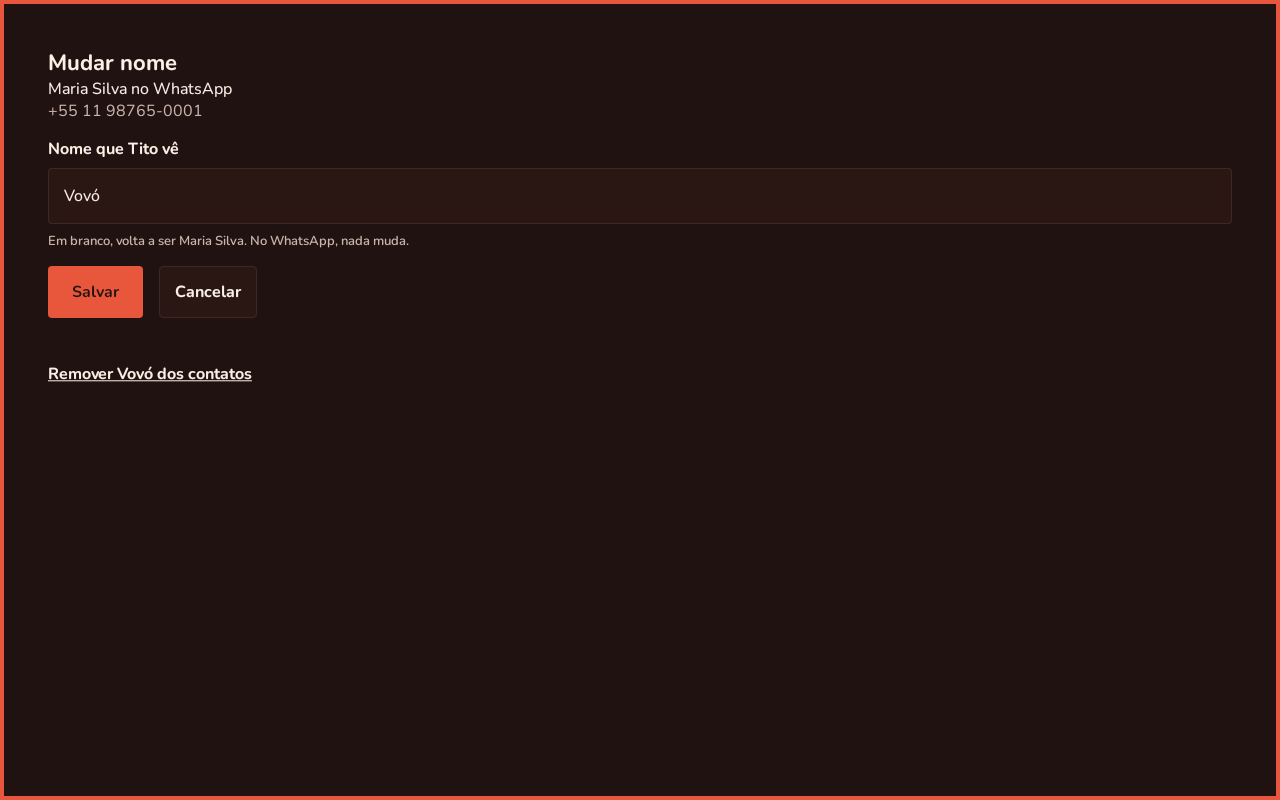 Mudar nome
Maria Silva no WhatsApp
+55 11 98765-0001
Nome que Tito vê
Vovó
Em branco, volta a ser Maria Silva. No WhatsApp, nada muda.
Salvar
Cancelar
Remover Vovó dos contatos